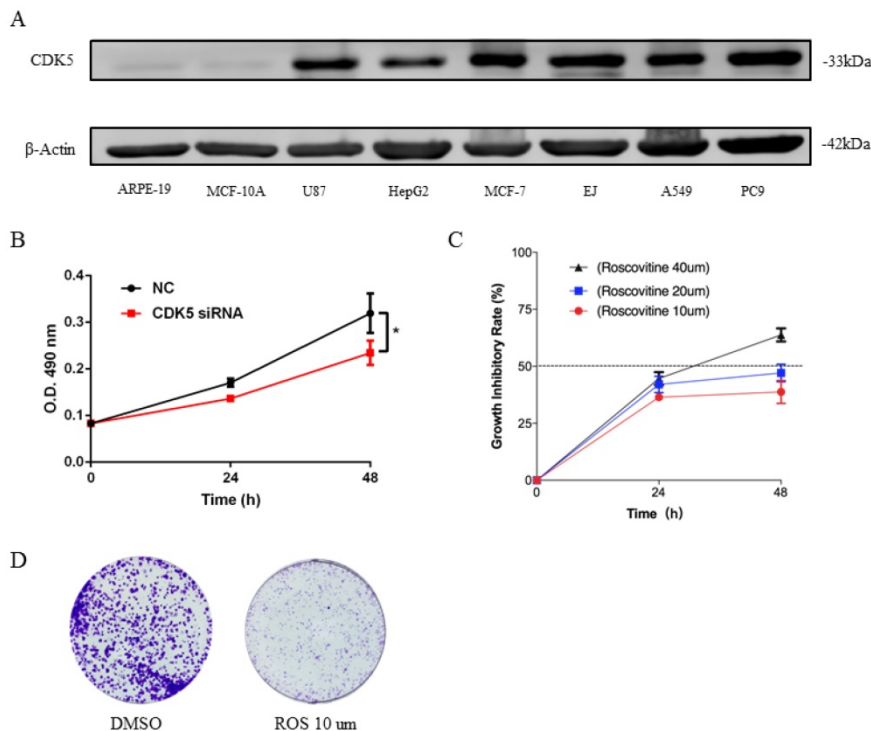 A
CDK5
-33kDa
β-Actin
-42kDa
ARPE-19 MCF-10A U87 HepG2 MCF-7 EJ A549 PC9
B
0.4
0.3
0.2
0.1
0.0
O.D. 490 nm
NC
CDK5 siRNA
*
0 24 48
Time (h)
C
100
75
50
25
0
Growth Inhibitory Rate (%)
(Roscovitine 40um)
(Roscovitine 20um)
(Roscovitine 10um)
0 24 48
Time (h)
D
DMSO ROS 10 um